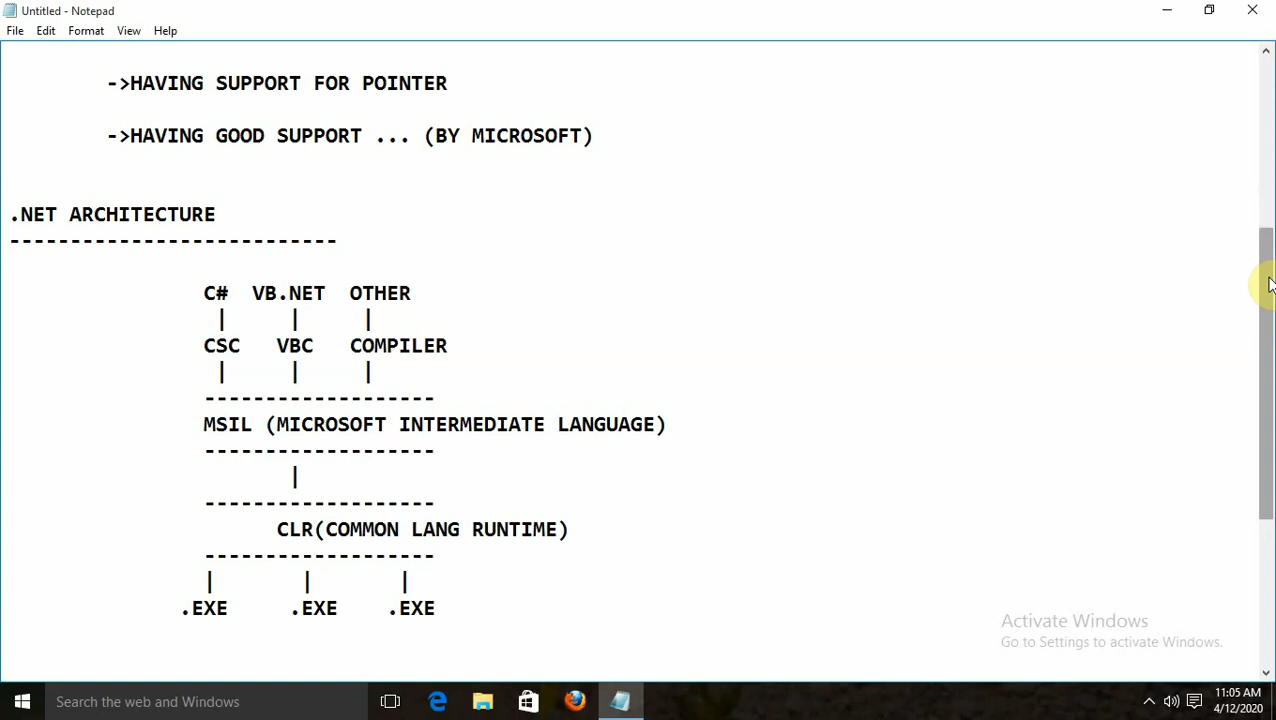 Untitled - Notepad
File Edit Format View Help
->HAVING SUPPORT FOR POINTER
->HAVING GOOD SUPPORT ... (BY MICROSOFT)
.NET ARCHITECTURE
---------------------------
C# VB.NET OTHER
| | |
CSC VBC COMPILER
| | |
-------------------
MSIL (MICROSOFT INTERMEDIATE LANGUAGE)
-------------------
|
-------------------
CLR(COMMON LANG RUNTIME)
-------------------
| | |
.EXE .EXE .EXE
Activate Windows
Go to Settings to activate Windows.
Search the web and Windows
11:05 AM
4/12/2020